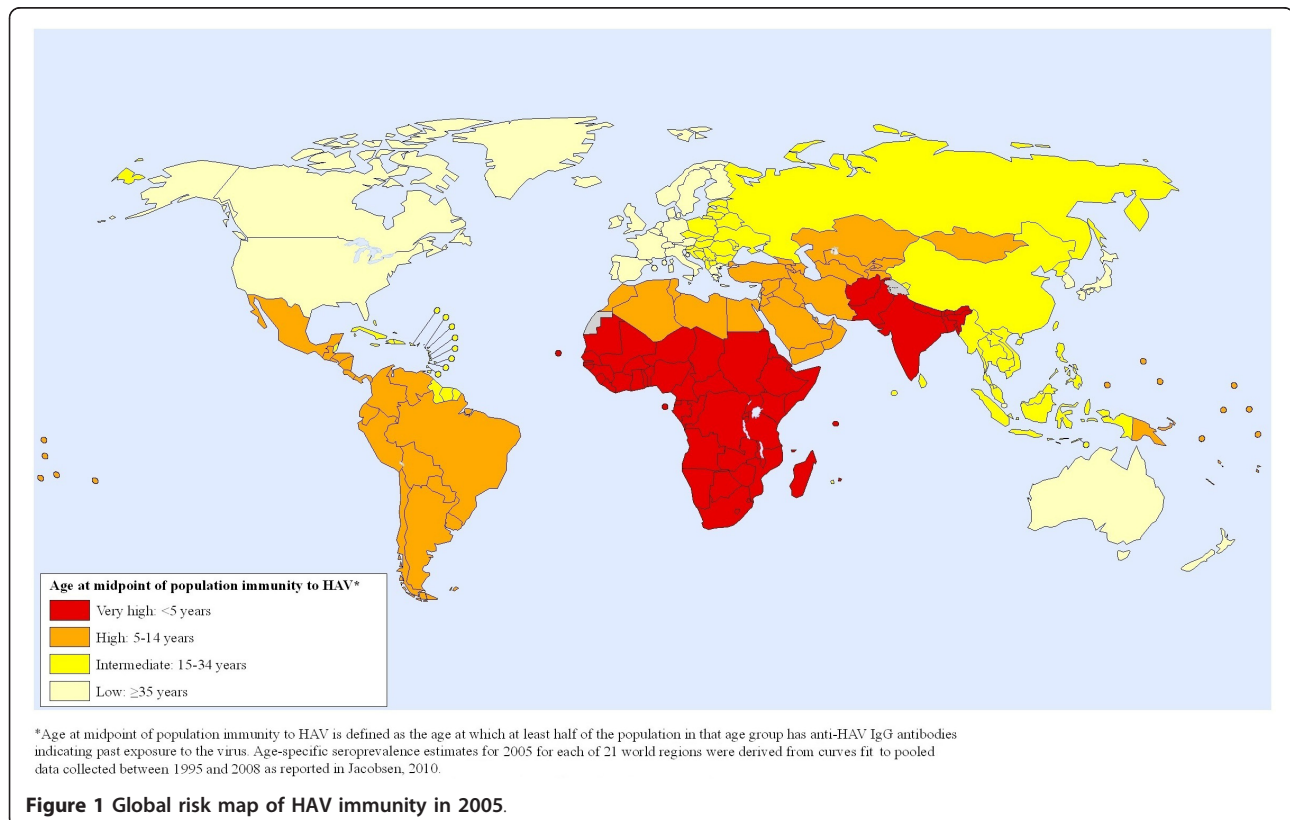 Age at midpoint of population immunity to HAV*
Very high: <5 years
High: 5-14 years
Intermediate: 15-34 years
Low: ≥35 years
*Age at midpoint of population immunity to HAV is defined as the age at which at least half of the population in that age group has anti-HAV IgG antibodies
indicating past exposure to the virus. Age-specific seroprevalence estimates for 2005 for each of 21 world regions were derived from curves fit to pooled
data collected between 1995 and 2008 as reported in Jacobsen, 2010.
Figure 1 Global risk map of HAV immunity in 2005.